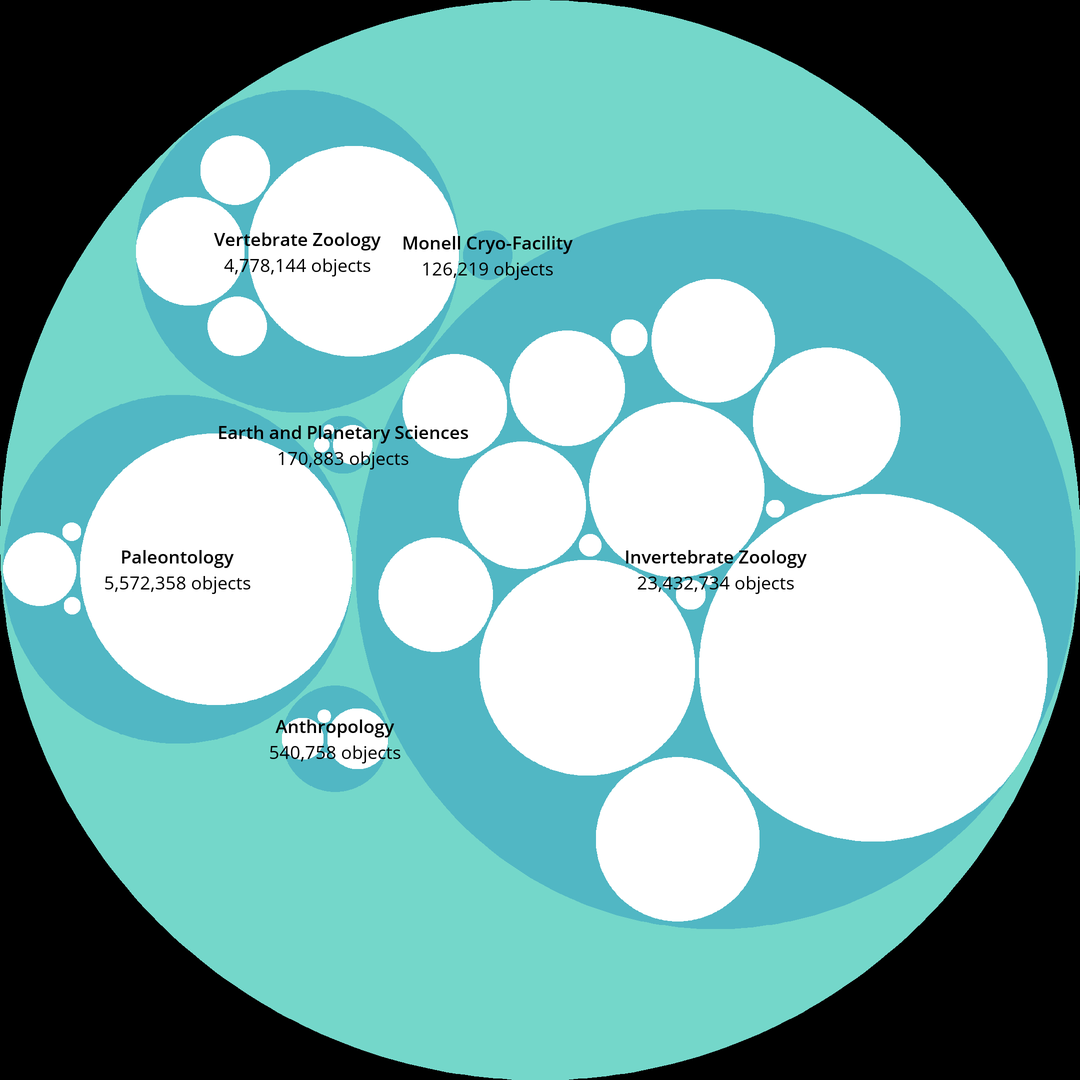 Vertebrate Zoology
4,778,144 objects
Monell Cryo-Facility
126,219 objects
Earth and Planetary Sciences
170,883 objects
Paleontology
5,572,358 objects
Invertebrate Zoology
23,432,734 objects
Anthropology
540,758 objects